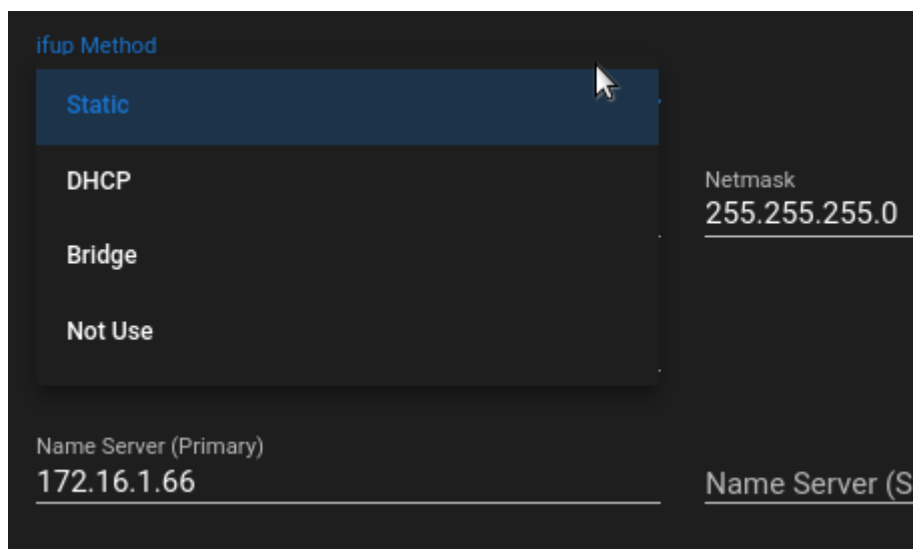 ifup Method
Static
DHCP
Bridge
Not Use
Netmask
255.255.255.0
Name Server (Primary)
172.16.1.66
Name Server (S